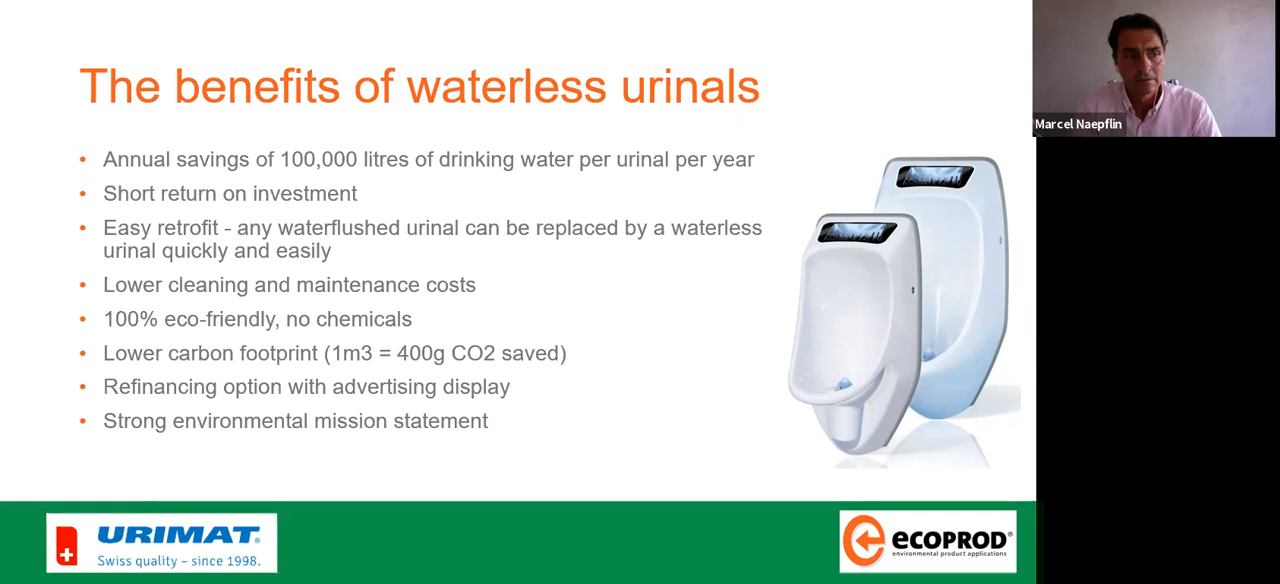 The benefits of waterless urinals
• Annual savings of 100,000 litres of drinking water per urinal per year
• Short return on investment
• Easy retrofit - any waterflushed urinal can be replaced by a waterless
urinal quickly and easily
• Lower cleaning and maintenance costs
• 100% eco-friendly, no chemicals
• Lower carbon footprint (1m3 = 400g CO2 saved)
• Refinancing option with advertising display
• Strong environmental mission statement
Marcel Naepflin
URIMAT®
Swiss quality – since 1998.
ECOPROD®
environmental product applications